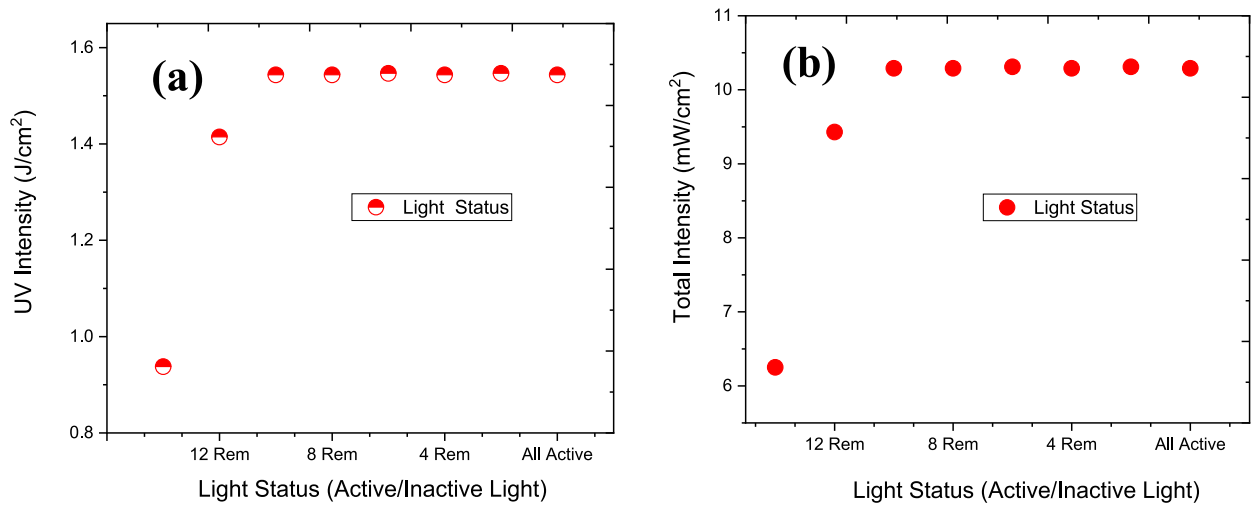 (a)
UV Intensity (J/cm²)
1.6
1.4
1.2
1.0
0.8
Light Status
12 Rem 8 Rem 4 Rem All Active
Light Status (Active/Inactive Light)
(b)
Total Intensity (mW/cm²)
11
10
9
8
7
6
Light Status
12 Rem 8 Rem 4 Rem All Active
Light Status (Active/Inactive Light)